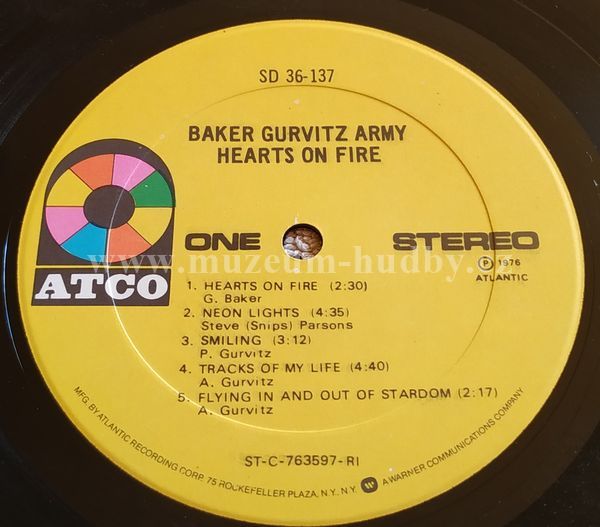 SD 36-137
BAKER GURVITZ ARMY
HEARTS ON FIRE
ATCO
ONE
STEREO
℗ 1976
ATLANTIC
1. HEARTS ON FIRE (2:30)
G. Baker
2. NEON LIGHTS (4:35)
Steve (Snips) Parsons
3. SMILING (3:12)
P. Gurvitz
4. TRACKS OF MY LIFE (4:40)
A. Gurvitz
5. FLYING IN AND OUT OF STARDOM (2:17)
A. Gurvitz
ST-C-763597-RI
MFG. BY ATLANTIC RECORDING CORP. 75 ROCKEFELLER PLAZA, N.Y. N.Y. A WARNER COMMUNICATIONS COMPANY
www.muzeum-hudby.cz